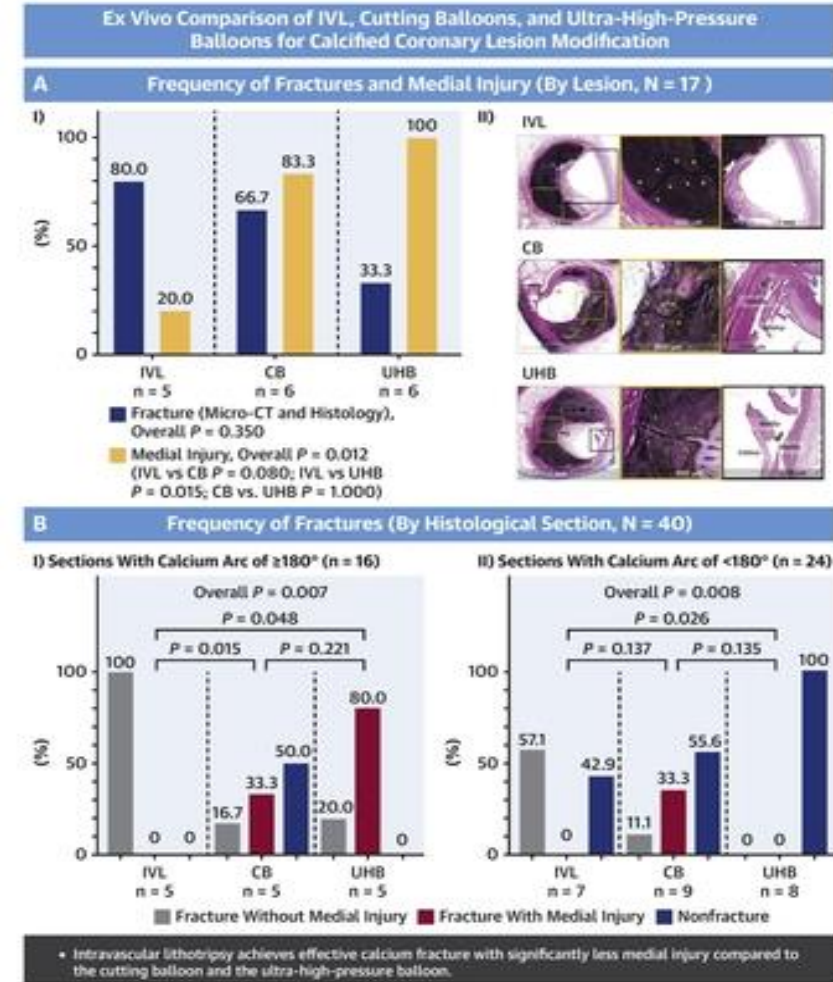 Ex Vivo Comparison of IVL, Cutting Balloons, and Ultra-High-Pressure
Balloons for Calcified Coronary Lesion Modification
A Frequency of Fractures and Medial Injury (By Lesion, N = 17 )
I)
(%)
100
50
0
80.0
20.0
66.7
83.3
33.3
100
IVL
n = 5
CB
n = 6
UHB
n = 6
Fracture (Micro-CT and Histology),
Overall P = 0.350
Medial Injury, Overall P = 0.012
(IVL vs CB P = 0.080; IVL vs UHB
P = 0.015; CB vs. UHB P = 1.000)
II)
IVL
CB
UHB
B Frequency of Fractures (By Histological Section, N = 40)
I) Sections With Calcium Arc of ≥180° (n = 16)
Overall P = 0.007
P = 0.048
P = 0.015
P = 0.221
(%)
100
50
0
100
0
0
16.7
33.3
50.0
20.0
80.0
0
IVL
n = 5
CB
n = 5
UHB
n = 5
II) Sections With Calcium Arc of <180° (n = 24)
Overall P = 0.008
P = 0.026
P = 0.137
P = 0.135
(%)
100
50
0
57.1
0
42.9
11.1
33.3
55.6
0
0
100
IVL
n = 7
CB
n = 9
UHB
n = 8
Fracture Without Medial Injury
Fracture With Medial Injury
Nonfracture
• Intravascular lithotripsy achieves effective calcium fracture with significantly less medial injury compared to
the cutting balloon and the ultra-high-pressure balloon.